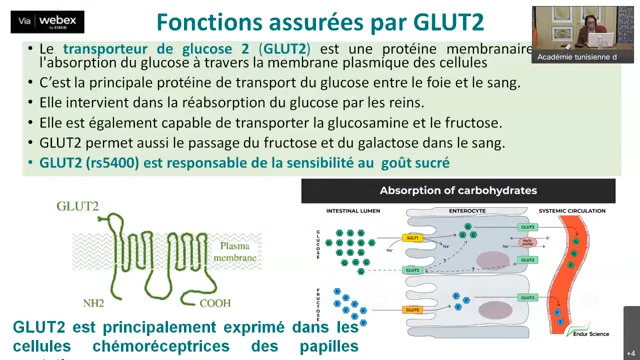 Via
webex
by CISCO
Fonctions assurées par GLUT2
Académie tunisienne d
• Le transporteur de glucose 2 (GLUT2) est une protéine membranaire
l'absorption du glucose à travers la membrane plasmique des cellules
• C'est la principale protéine de transport du glucose entre le foie et le sang.
• Elle intervient dans la réabsorption du glucose par les reins.
• Elle est également capable de transporter la glucosamine et le fructose.
• GLUT2 permet aussi le passage du fructose et du galactose dans le sang.
• GLUT2 (rs5400) est responsable de la sensibilité au goût sucré
GLUT2
Plasma
membrane
NH2
COOH
Absorption of carbohydrates
INTESTINAL LUMEN
ENTEROCYTE
SYSTEMIC CIRCULATION
GLUCOSE
SGLT1
Na⁺
Na⁺
GLUT2
Na⁺
K⁺
GLUT2
?
?
GLUT2
FRUCTOSE
GLUT5
GLUT2
Endur Science
GLUT2 est principalement exprimé dans les
cellules chémoréceptrices des papilles
+4